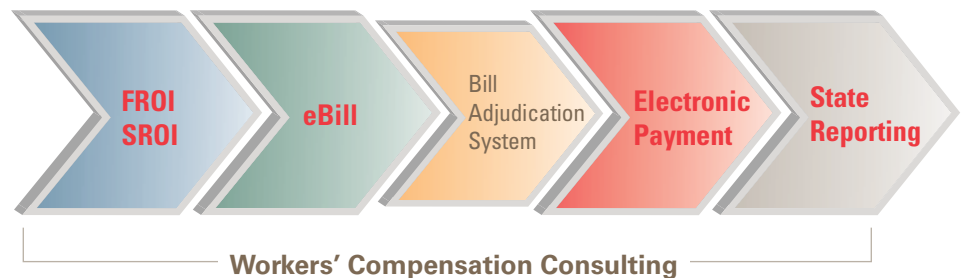 FROI
SROI
eBill
Bill
Adjudication
System
Electronic
Payment
State
Reporting
Workers’ Compensation Consulting